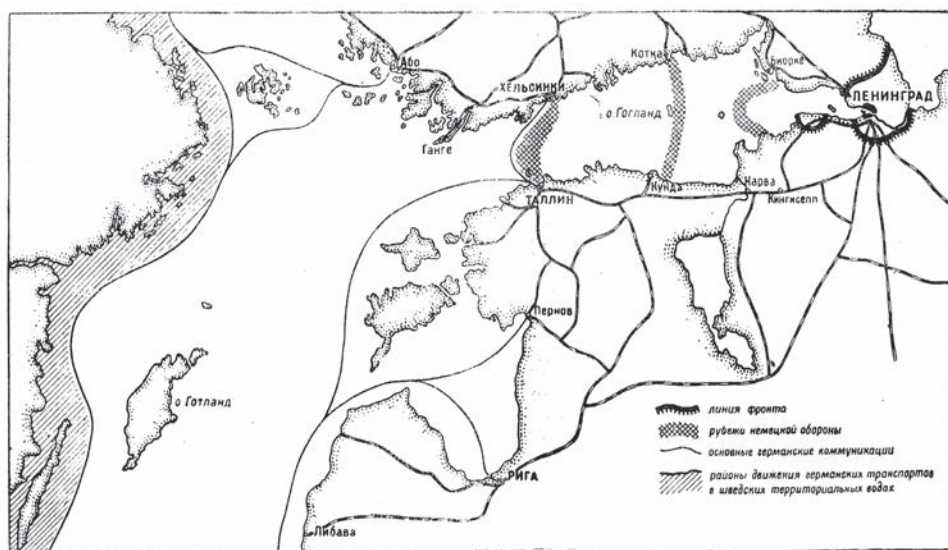 Або
Котка
Биорке
ХЕЛЬСИНКИ
ЛЕНИНГРАД
о. Гогланд
Ганге
Кунда
Нарва
ТАЛЛИН
Кингисепп
Пернов
о Готланд
РИГА
Либава
линия фронта
рубежи немецкой обороны
основные германские коммуникации
районы движения германских транспортов
в шведских территориальных водах.